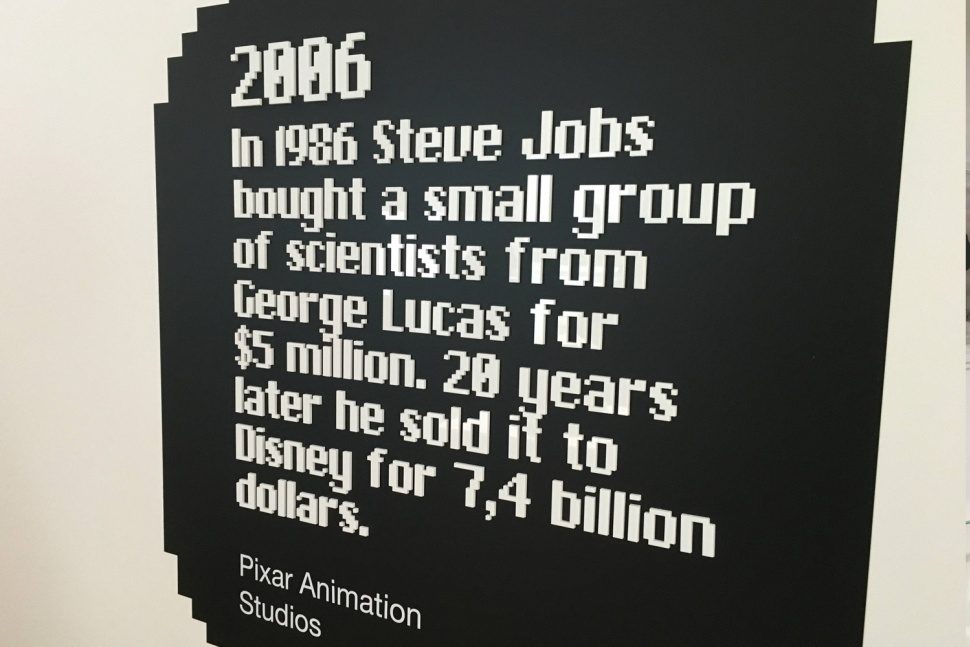 2006
In 1986 Steve Jobs
bought a small group
of scientists from
George Lucas for
$5 million. 20 years
later he sold it to
Disney for 7,4 billion
dollars.
Pixar Animation
Studios